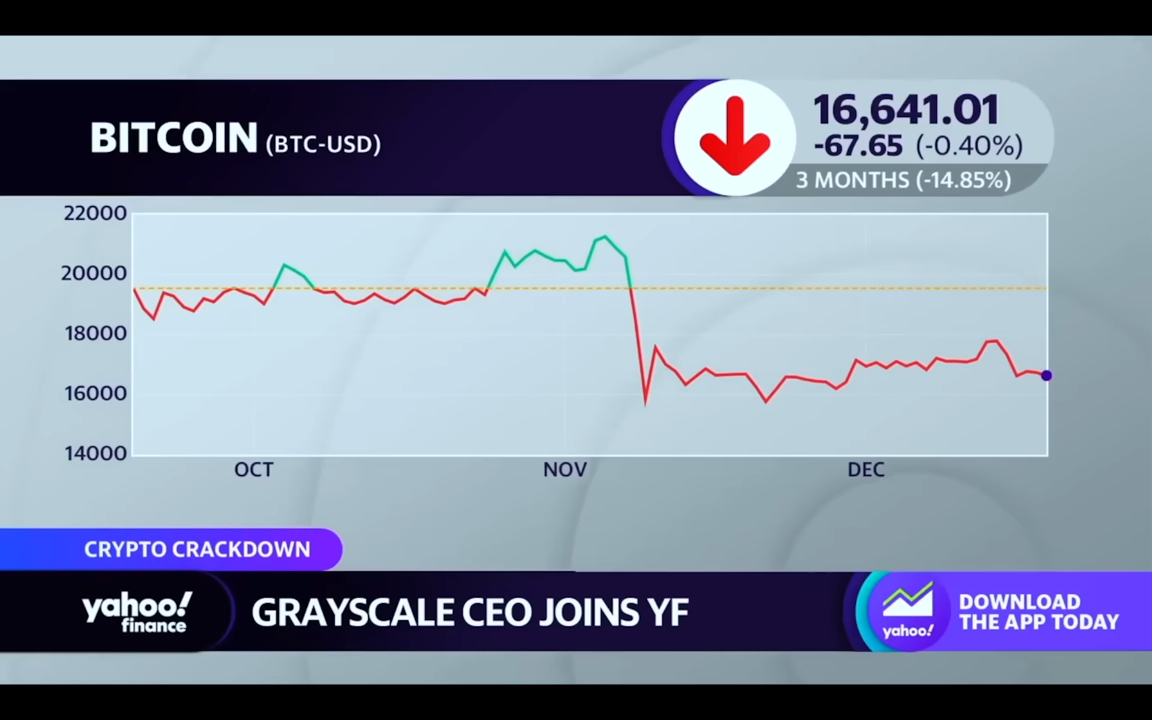 BITCOIN (BTC-USD)
16,641.01
-67.65 (-0.40%)
3 MONTHS (-14.85%)
22000
20000
18000
16000
14000
OCT NOV DEC
CRYPTO CRACKDOWN
yahoo!
finance
GRAYSCALE CEO JOINS YF
yahoo!
DOWNLOAD
THE APP TODAY